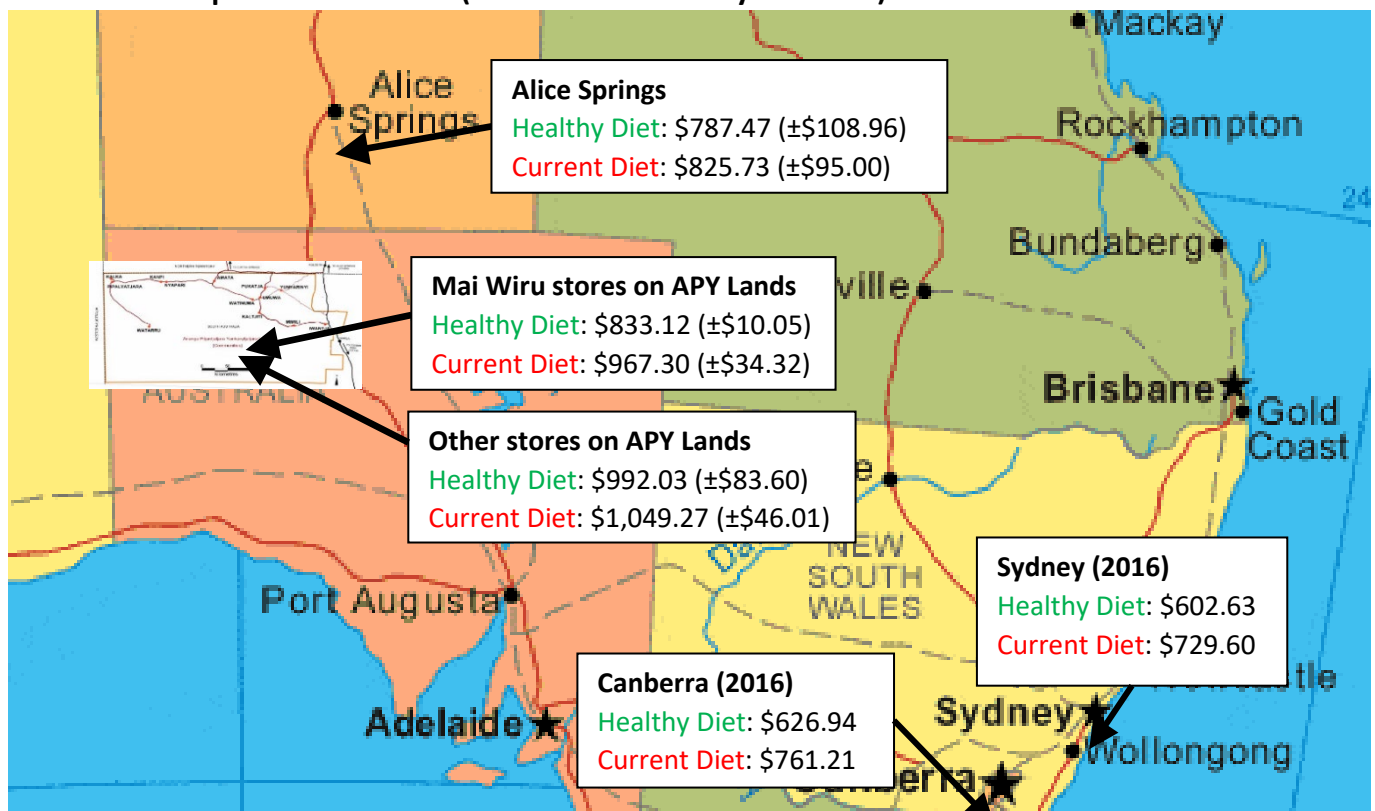 Mackay
Alice
Springs
Alice Springs
Healthy Diet: $787.47 (±$108.96)
Current Diet: $825.73 (±$95.00)
Rockhampton
24
Bundaberg
Mai Wiru stores on APY Lands
Healthy Diet: $833.12 (±$10.05)
Current Diet: $967.30 (±$34.32)
ville
AUSTRALIA
Brisbane
Gold
Coast
Other stores on APY Lands
Healthy Diet: $992.03 (±$83.60)
Current Diet: $1,049.27 (±$46.01)
e
Da
NEW
SOUTH
WALES
Port Augusta
Sydney (2016)
Healthy Diet: $602.63
Current Diet: $729.60
Canberra (2016)
Healthy Diet: $626.94
Current Diet: $761.21
Adelaide
Sydney
Wollongong